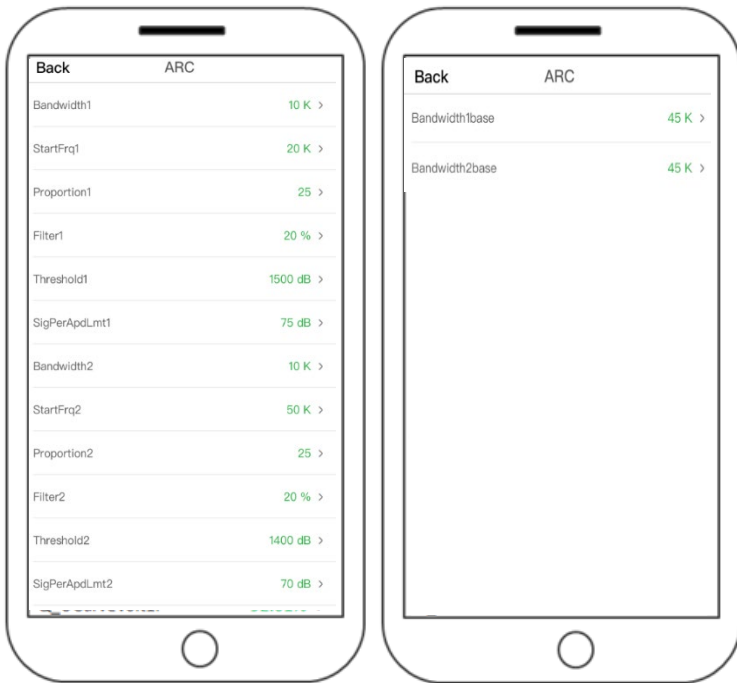 Back ARC
Bandwidth1 10 K >
StartFrq1 20 K >
Proportion1 25 >
Filter1 20 % >
Threshold1 1500 dB >
SigPerApdLmt1 75 dB >
Bandwidth2 10 K >
StartFrq2 50 K >
Proportion2 25 >
Filter2 20 % >
Threshold2 1400 dB >
SigPerApdLmt2 70 dB >
Back ARC
Bandwidth1base 45 K >
Bandwidth2base 45 K >